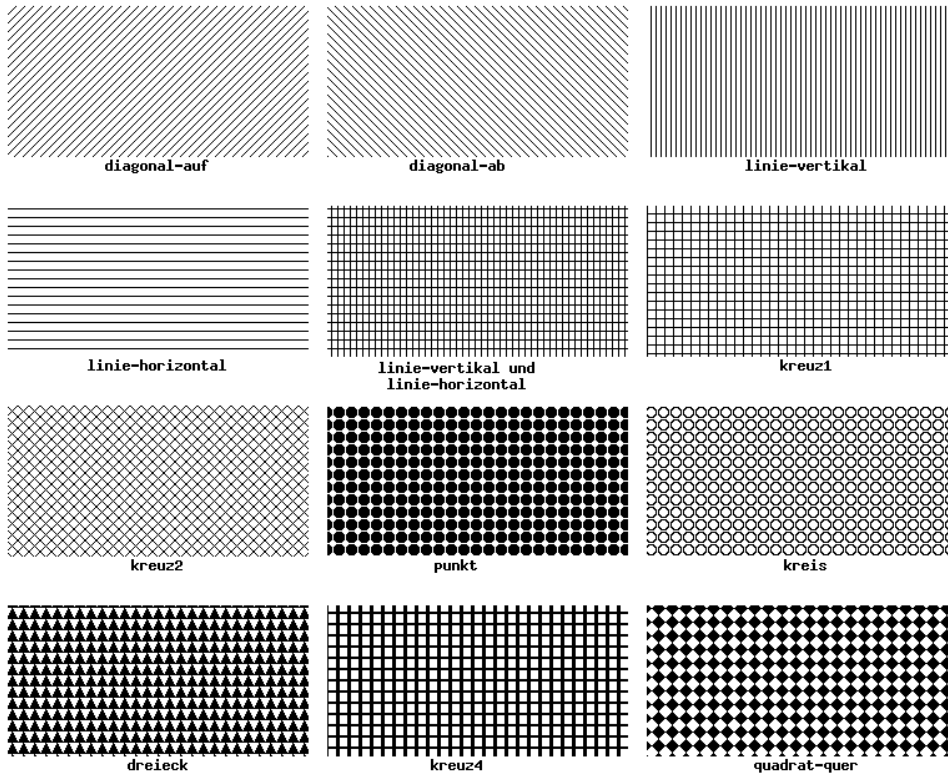 diagonal-auf
diagonal-ab
linie-vertikal
linie-horizontal
linie-vertikal und
linie-horizontal
kreuz1
kreuz2
punkt
kreis
dreieck
kreuz4
quadrat-quer